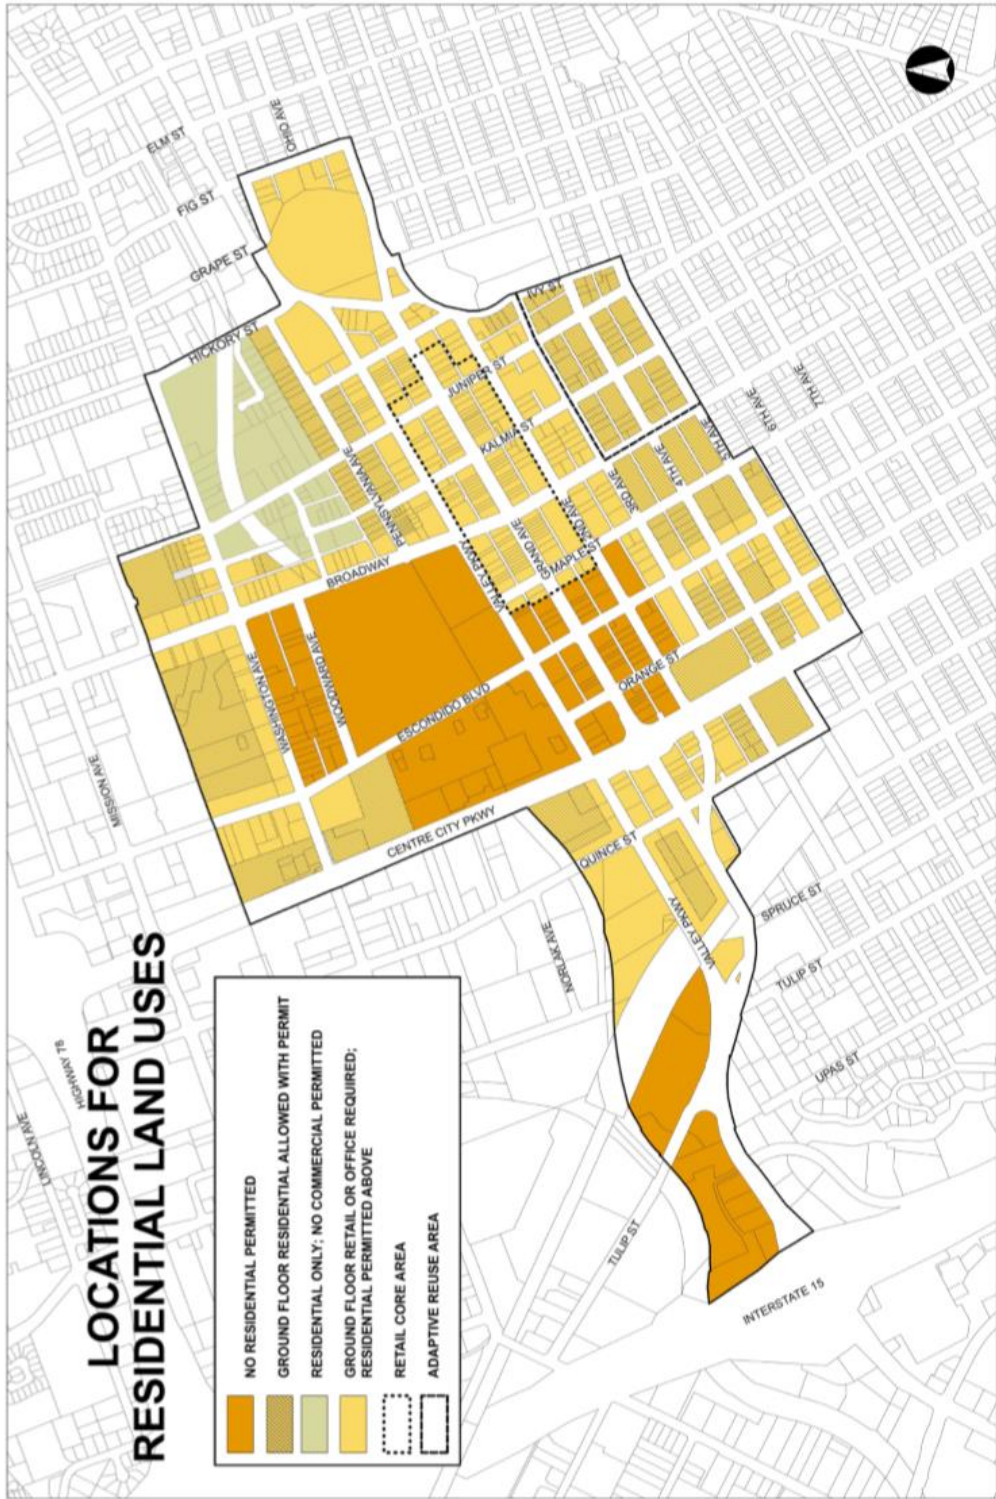 LOCATIONS FOR
RESIDENTIAL LAND USES
NO RESIDENTIAL PERMITTED
GROUND FLOOR RESIDENTIAL ALLOWED WITH PERMIT
RESIDENTIAL ONLY; NO COMMERCIAL PERMITTED
GROUND FLOOR RETAIL OR OFFICE REQUIRED;
RESIDENTIAL PERMITTED ABOVE
RETAIL CORE AREA
ADAPTIVE REUSE AREA
LINCOLN AVE
HIGHWAY 78
MISSION AVE
WASHINGTON AVE
WOODWARD AVE
ESCONDIDO BLVD
CENTRE CITY PKWY
BROADWAY
PENNSYLVANIA AVE
VALLEY PKWY
GRAND AVE
2ND AVE
MAPLE ST
3RD AVE
4TH AVE
5TH AVE
6TH AVE
7TH AVE
ORANGE ST
KALMIA ST
JUNIPER ST
IVY ST
HICKORY ST
GRAPE ST
FIG ST
ELM ST
OHIO AVE
QUINCE ST
NORLAK AVE
VALLEY PKWY
SPRUCE ST
TULIP ST
UPAS ST
TULIP ST
INTERSTATE 15